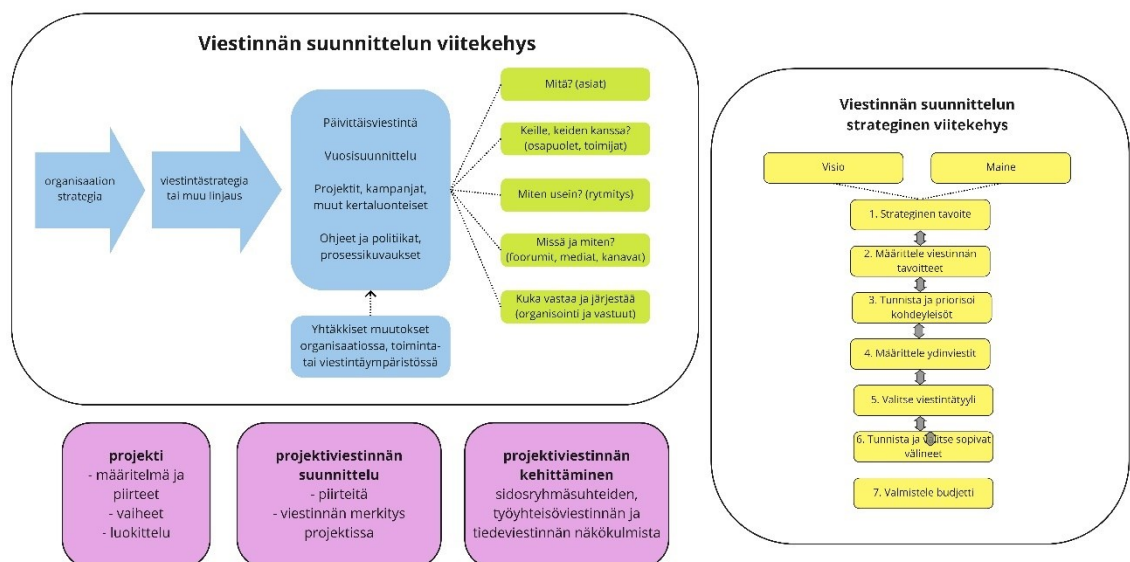 Viestinnän suunnittelun viitekehys
organisaation
strategia
viestintästrategia
tai muu linjaus
Päivittäisviestintä
Vuosisuunnittelu
Projektit, kampanjat,
muut kertaluonteiset
Ohjeet ja politiikat,
prosessikuvaukset
Yhtäkkiset muutokset
organisaatiossa, toiminta-
tai viestintäympäristössä
Mitä? (asiat)
Keille, keiden kanssa?
(osapuolet, toimijat)
Miten usein? (rytmitys)
Missä ja miten?
(foorumit, mediat, kanavat)
Kuka vastaa ja järjestää
(organisointi ja vastuut)
Viestinnän suunnittelun
strateginen viitekehys
Visio
Maine
1. Strateginen tavoite
2. Määrittele viestinnän
tavoitteet
3. Tunnista ja priorisoi
kohdeyleisöt
4. Määrittele ydinviestit
5. Valitse viestintätyyli
6. Tunnista ja valitse sopivat
välineet
7. Valmistele budjetti
projekti
- määritelmä ja
piirteet
- vaiheet
- luokittelu
projektiviestinnän
suunnittelu
- piirteitä
- viestinnän merkitys
projektissa
projektiviestinnän
kehittäminen
sidosryhmäsuhteiden,
työyhteisöviestinnän ja
tiedeviestinnän näkökulmista